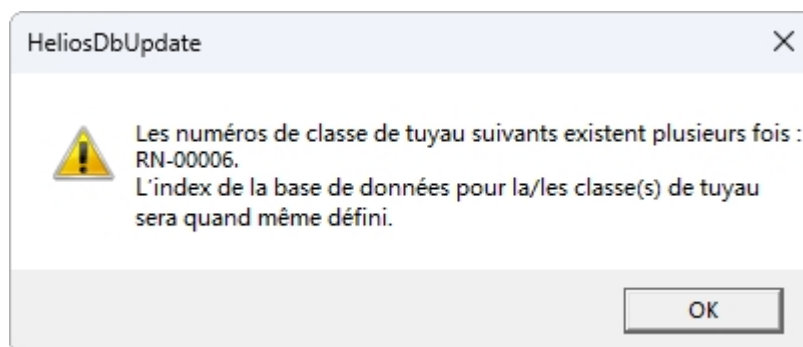 HeliosDbUpdate
Les numéros de classe de tuyau suivants existent plusieurs fois :
RN-00006.
L'index de la base de données pour la/les classe(s) de tuyau
sera quand même défini.
OK